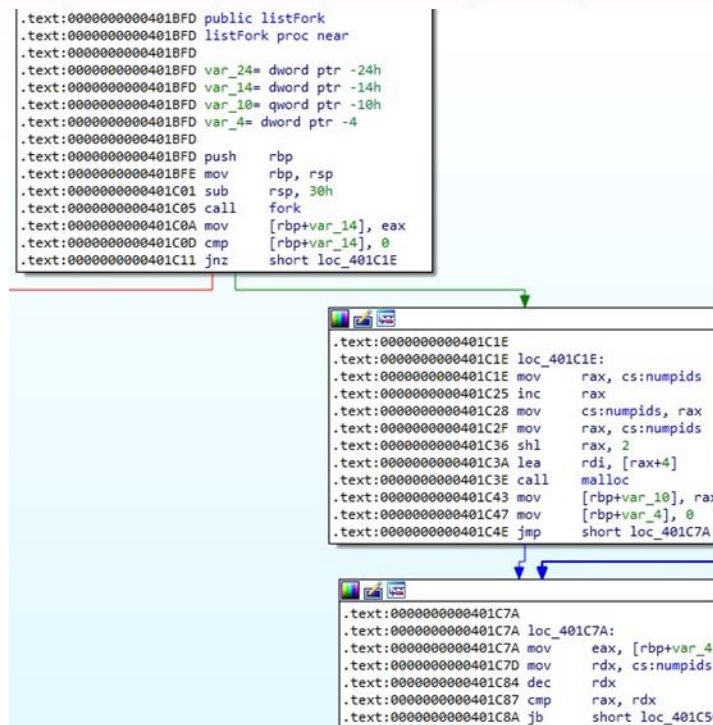 .text:0000000000401BFD public listFork
.text:0000000000401BFD listFork proc near
.text:0000000000401BFD
.text:0000000000401BFD var_24= dword ptr -24h
.text:0000000000401BFD var_14= dword ptr -14h
.text:0000000000401BFD var_10= qword ptr -10h
.text:0000000000401BFD var_4= dword ptr -4
.text:0000000000401BFD
.text:0000000000401BFD push rbp
.text:0000000000401BFE mov rbp, rsp
.text:0000000000401C01 sub rsp, 30h
.text:0000000000401C05 call fork
.text:0000000000401C0A mov [rbp+var_14], eax
.text:0000000000401C0D cmp [rbp+var_14], 0
.text:0000000000401C11 jnz short loc_401C1E
.text:0000000000401C1E
.text:0000000000401C1E loc_401C1E:
.text:0000000000401C1E mov rax, cs:numpids
.text:0000000000401C25 inc rax
.text:0000000000401C28 mov cs:numpids, rax
.text:0000000000401C2F mov rax, cs:numpids
.text:0000000000401C36 shl rax, 2
.text:0000000000401C3A lea rdi, [rax+4]
.text:0000000000401C3E call malloc
.text:0000000000401C43 mov [rbp+var_10], rax
.text:0000000000401C47 mov [rbp+var_4], 0
.text:0000000000401C4E jmp short loc_401C7A
.text:0000000000401C7A
.text:0000000000401C7A loc_401C7A:
.text:0000000000401C7A mov eax, [rbp+var_4
.text:0000000000401C7D mov rdx, cs:numpids
.text:0000000000401C84 dec rdx
.text:0000000000401C87 cmp rax, rdx
.text:0000000000401C8A jb short loc_401C5